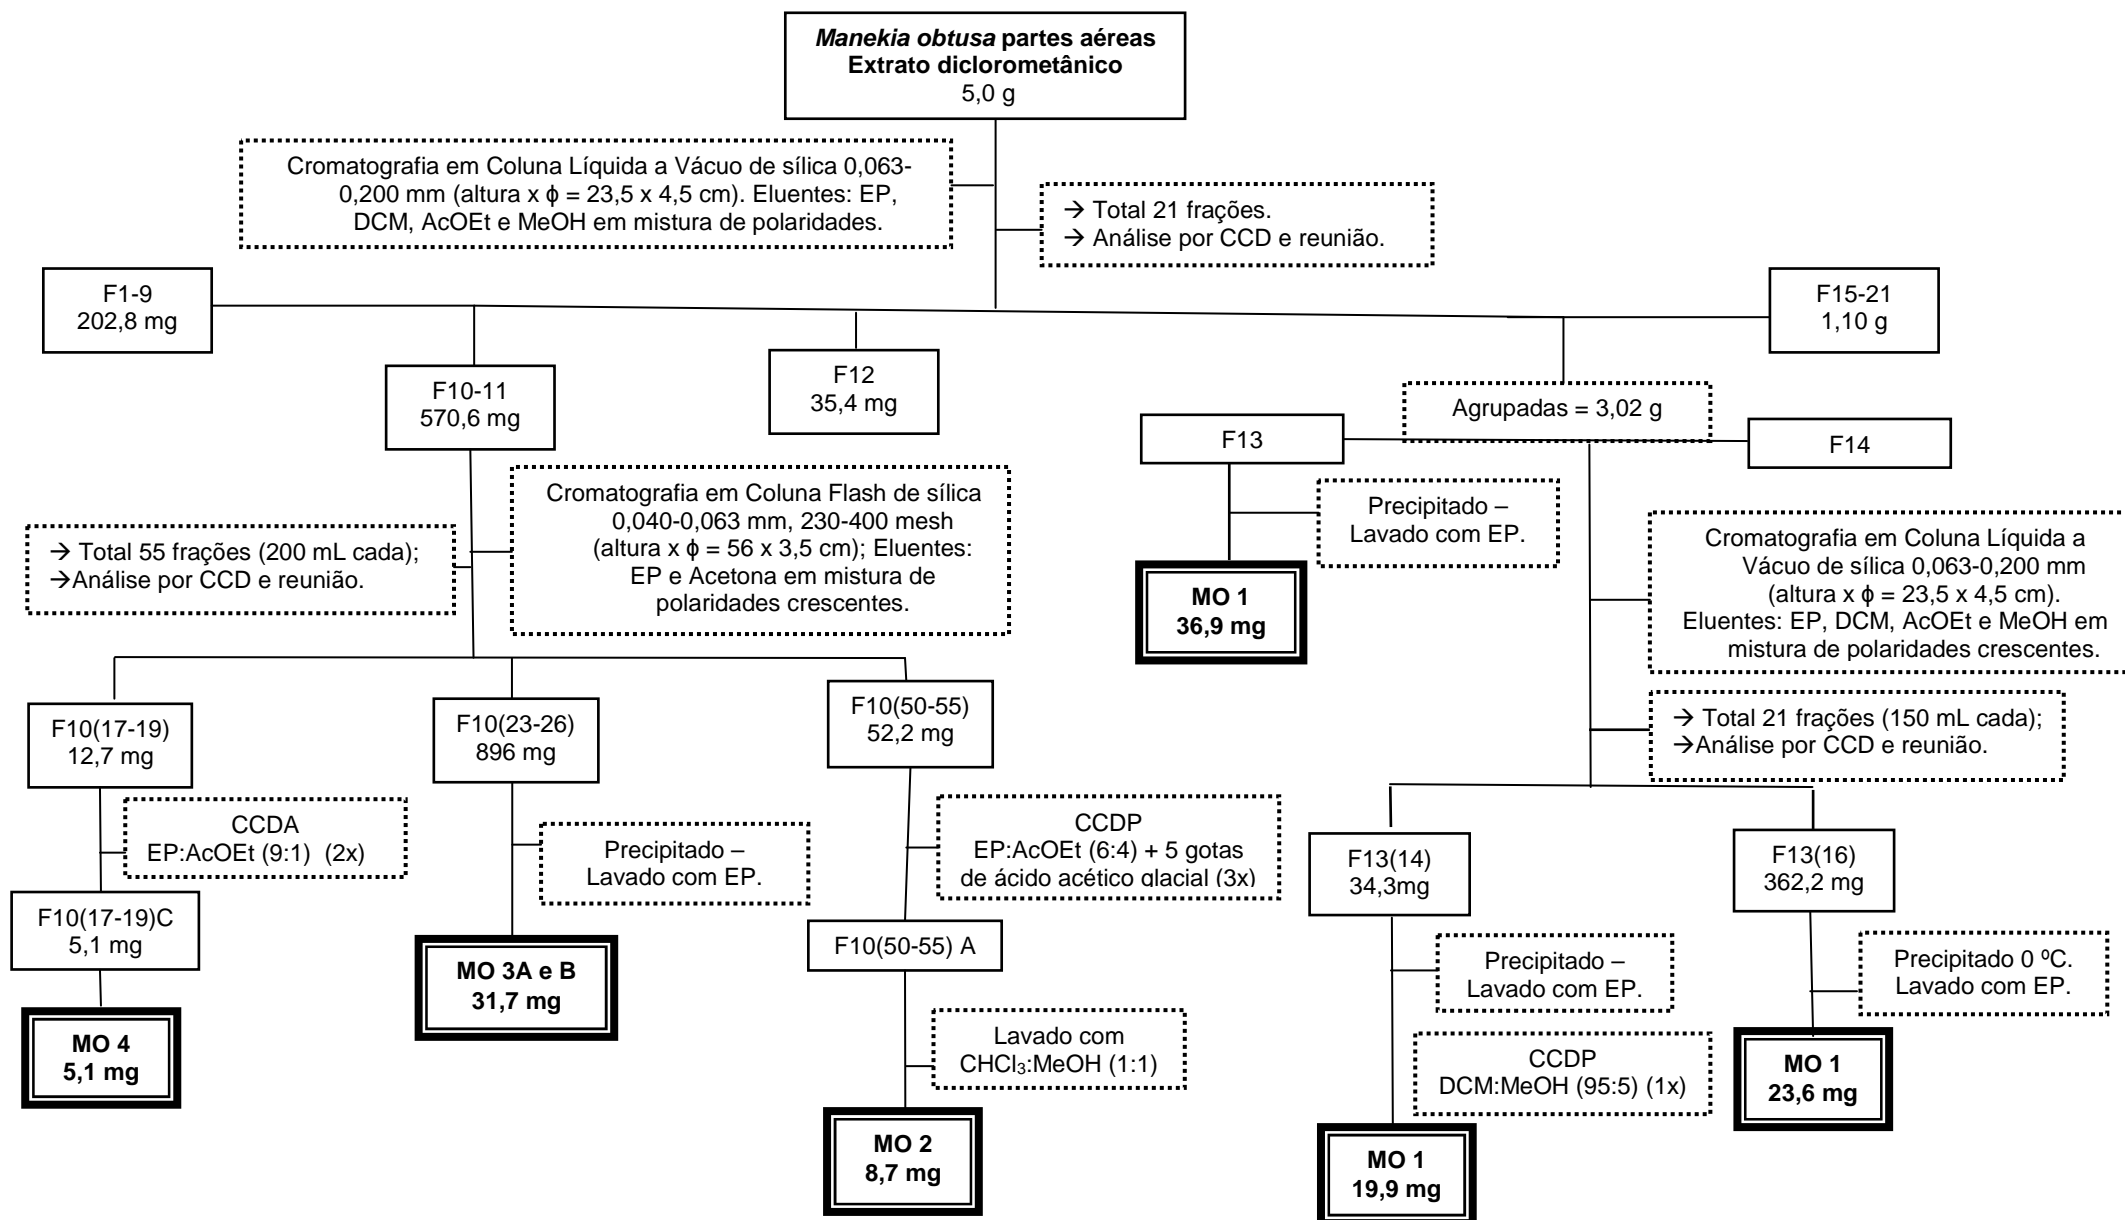 Manekia obtusa partes aéreas
Extrato diclorometânico
5,0 g
Cromatografia em Coluna Líquida a Vácuo de sílica 0,063-
0,200 mm (altura x ϕ = 23,5 x 4,5 cm). Eluentes: EP,
DCM, AcOEt e MeOH em mistura de polaridades.
→ Total 21 frações.
→ Análise por CCD e reunião.
F1-9
202,8 mg
F15-21
1,10 g
F10-11
570,6 mg
F12
35,4 mg
Agrupadas = 3,02 g
F13
F14
Cromatografia em Coluna Flash de sílica
0,040-0,063 mm, 230-400 mesh
(altura x ϕ = 56 x 3,5 cm); Eluentes:
EP e Acetona em mistura de
polaridades crescentes.
→ Total 55 frações (200 mL cada);
→Análise por CCD e reunião.
Precipitado –
Lavado com EP.
MO 1
36,9 mg
Cromatografia em Coluna Líquida a
Vácuo de sílica 0,063-0,200 mm
(altura x ϕ = 23,5 x 4,5 cm).
Eluentes: EP, DCM, AcOEt e MeOH em
mistura de polaridades crescentes.
→ Total 21 frações (150 mL cada);
→Análise por CCD e reunião.
F10(17-19)
12,7 mg
F10(23-26)
896 mg
F10(50-55)
52,2 mg
CCDA
EP:AcOEt (9:1) (2x)
Precipitado –
Lavado com EP.
CCDP
EP:AcOEt (6:4) + 5 gotas
de ácido acético glacial (3x)
F13(14)
34,3mg
F13(16)
362,2 mg
F10(17-19)C
5,1 mg
MO 3A e B
31,7 mg
F10(50-55) A
Precipitado –
Lavado com EP.
Precipitado 0 ºC.
Lavado com EP.
MO 4
5,1 mg
Lavado com
CHCl₃:MeOH (1:1)
CCDP
DCM:MeOH (95:5) (1x)
MO 1
23,6 mg
MO 2
8,7 mg
MO 1
19,9 mg